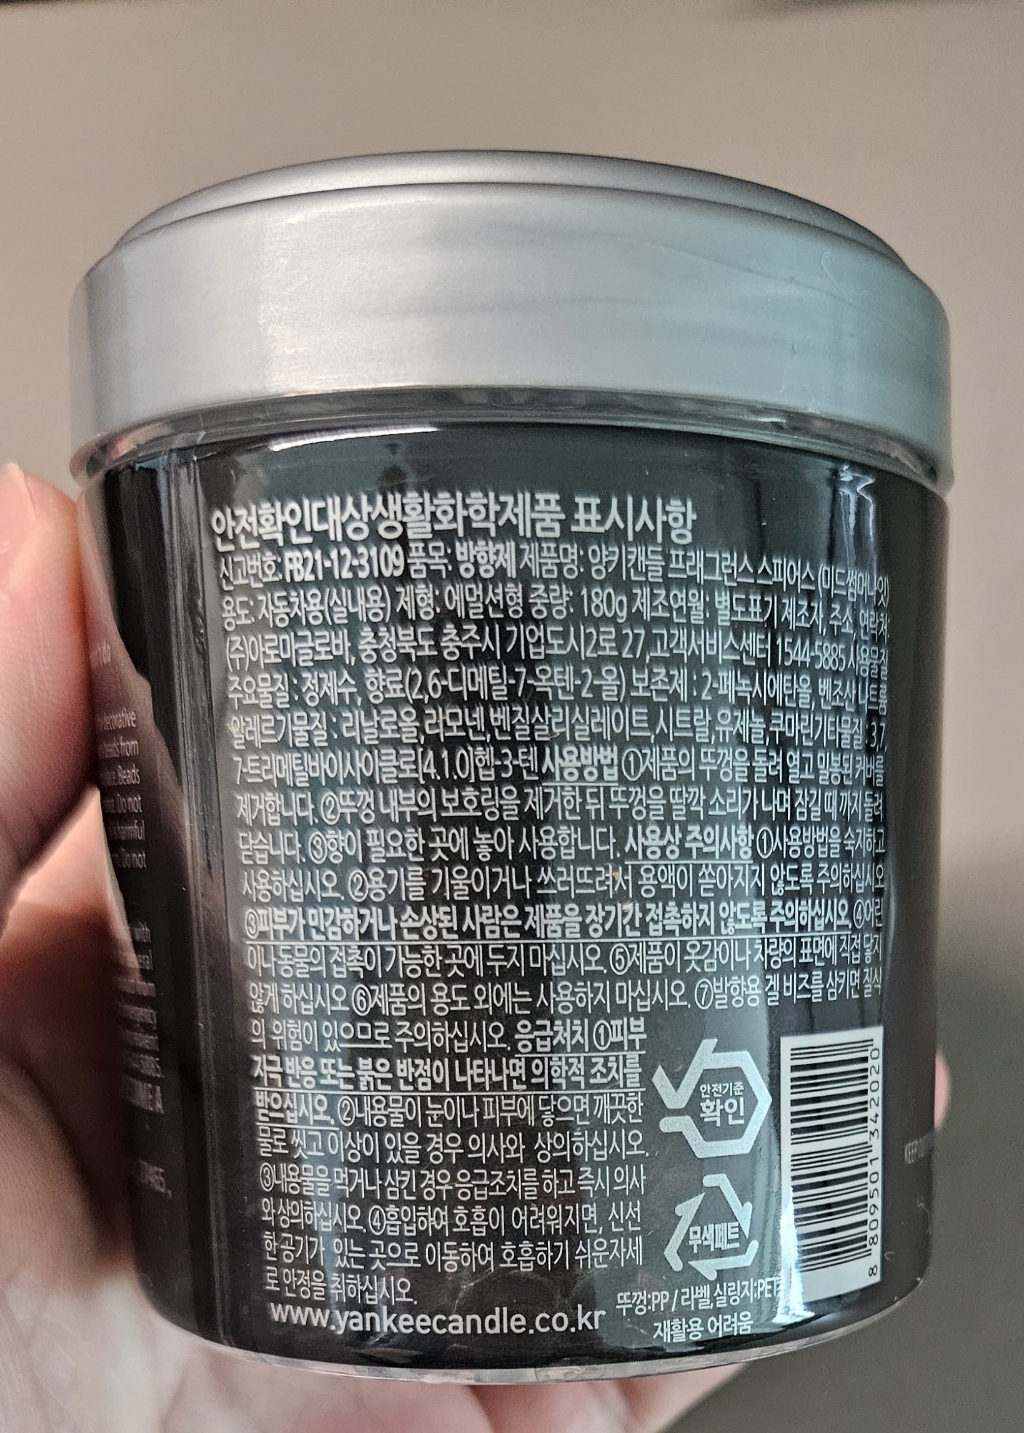 안전확인대상생활화학제품 표시사항
신고번호: FB21-12-3109 품목: 방향제 제품명: 양키캔들 프래그런스 스피어스 (미드썸머나잇)
용도: 자동차용(실내용) 제형: 에멀션형 중량: 180g 제조연월: 별도표기 제조자, 주소, 연락처:
(주)아로마글로바, 충청북도 충주시 기업도시2로 27, 고객서비스센터 1544-5885 사용물질
주요물질 : 정제수, 향료(2,6-디메틸-7-옥텐-2-올) 보존제 : 2-페녹시에탄올, 벤조산나트륨
알레르기물질 : 리날로올,리모넨,벤질살리실레이트,시트랄,유제놀,쿠마린기타물질 : 3,7
7-트리메틸바이사이클로[4.1.0]헵-3-텐 사용방법 ①제품의 뚜껑을 돌려 열고 밀봉된 커버를
제거합니다. ②뚜껑 내부의 보호링을 제거한 뒤 뚜껑을 딸깍 소리가 나며 잠길 때 까지 돌려
닫습니다. ③향이 필요한 곳에 놓아 사용합니다. 사용상 주의사항 ①사용방법을 숙지하고
사용하십시오. ②용기를 기울이거나 쓰러뜨려서 용액이 쏟아지지 않도록 주의하십시오.
③피부가 민감하거나 손상된 사람은 제품을 장기간 접촉하지 않도록 주의하십시오. ④어린
이나 동물의 접촉이 가능한 곳에 두지 마십시오. ⑤제품이 옷감이나 차량의 표면에 직접 닿지
않게 하십시오 ⑥제품의 용도 외에는 사용하지 마십시오. ⑦발향용 겔 비즈를 삼키면 질식
의 위험이 있으므로 주의하십시오. 응급처치 ①피부
자극 반응 또는 붉은 반점이 나타나면 의학적 조치를
받으십시오. ②내용물이 눈이나 피부에 닿으면 깨끗한
물로 씻고 이상이 있을 경우 의사와 상의하십시오.
③내용물을 먹거나 삼킨 경우 응급조치를 하고 즉시 의사
와 상의하십시오. ④흡입하여 호흡이 어려워지면, 신선
한 공기가 있는 곳으로 이동하여 호흡하기 쉬운자세
로 안정을 취하십시오.
www.yankeecandle.co.kr
안전기준
확인
무색페트
뚜껑:PP / 라벨,실링지:PET
재활용 어려움
8 809501 342020
decorative
beads from
Beads
Do not
harmful
Do not
with
KEEP